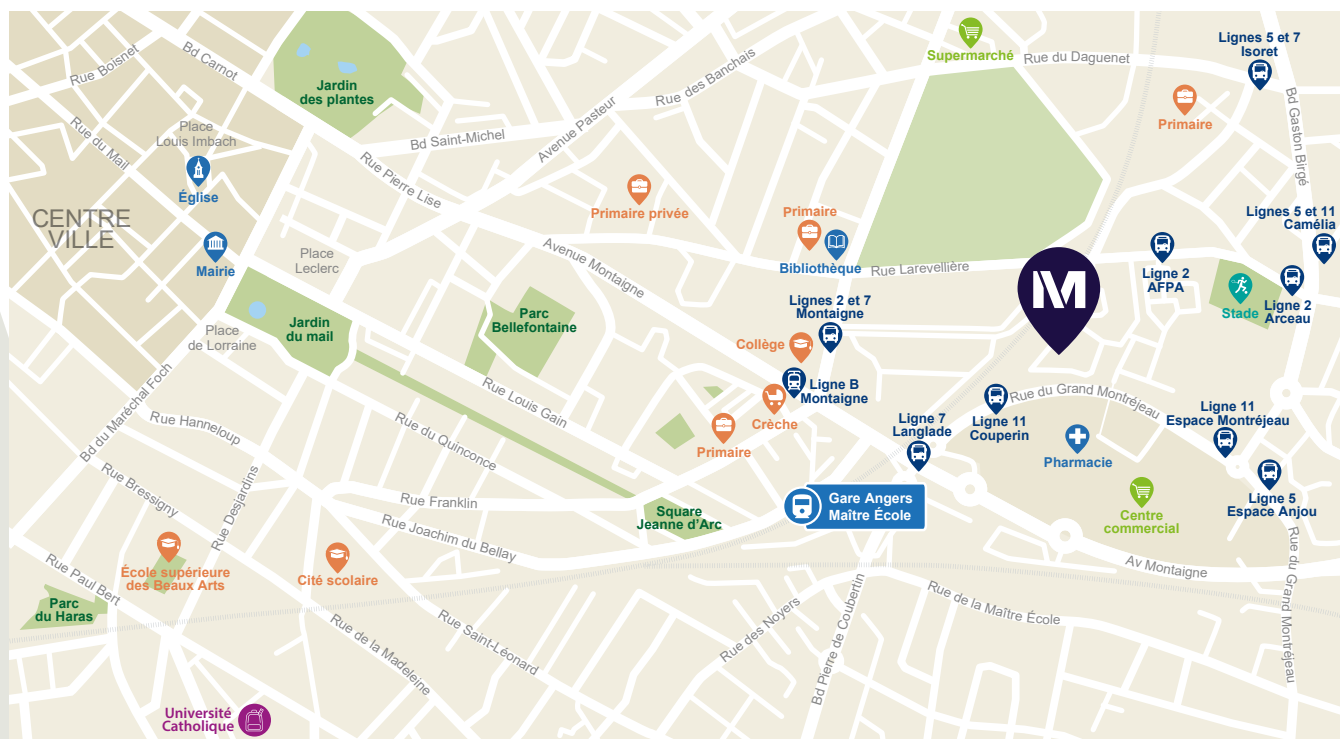 Lignes 5 et 7
Isoret
Supermarché
Rue du Daguenet
Bd Carnot
Rue Boisnet
Jardin
des plantes
Rue des Banchais
Bd Gaston Birgé
Primaire
Avenue Pasteur
Place
Louis Imbach
Rue du Mail
Bd Saint-Michel
Rue Pierre Lise
Église
Primaire privée
Primaire
Bibliothèque
CENTRE
VILLE
Mairie
Place
Leclerc
Avenue Montaigne
Rue Larevellière
Lignes 5 et 11
Camélia
Ligne 2
AFPA
M
Stade
Ligne 2
Arceau
Lignes 2 et 7
Montaigne
Parc
Bellefontaine
Jardin
du mail
Place
de Lorraine
Collège
Ligne B
Montaigne
Crèche
Rue Louis Gain
Bd du Maréchal Foch
Rue Hanneloup
Rue du Quinconce
Primaire
Ligne 7
Langlade
Ligne 11
Couperin
Rue du Grand Montréjeau
Ligne 11
Espace Montréjeau
Pharmacie
Ligne 5
Espace Anjou
Centre
commercial
Gare Angers
Maître École
Square
Jeanne d'Arc
Rue Franklin
Rue Joachim du Bellay
Rue Bressigny
Rue Desjardins
École supérieure
des Beaux Arts
Cité scolaire
Rue Paul Bert
Parc
du Haras
Av Montaigne
Rue du Grand Montréjeau
Rue de la Maître École
Bd Pierre de Coubertin
Rue des Noyers
Rue Saint-Léonard
Rue de la Madeleine
Université
Catholique